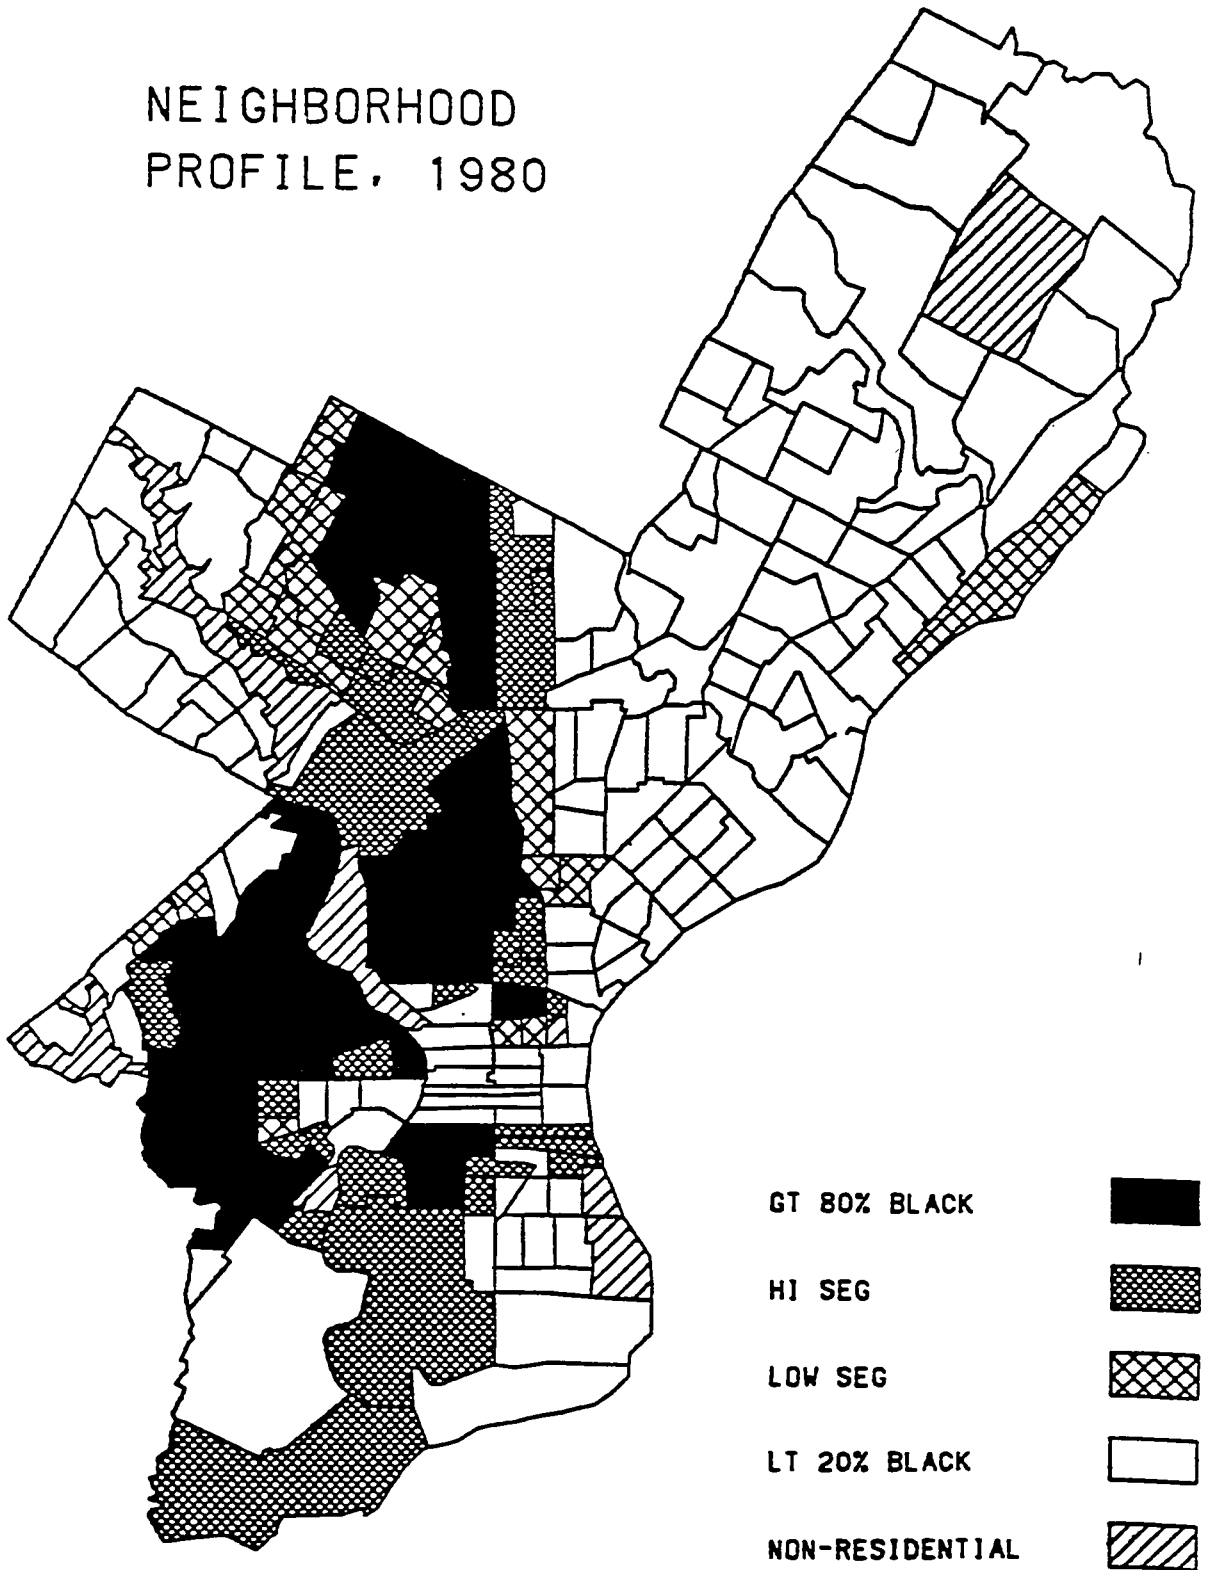 NEIGHBORHOOD
PROFILE, 1980
GT 80% BLACK
HI SEG
LOW SEG
LT 20% BLACK
NON-RESIDENTIAL